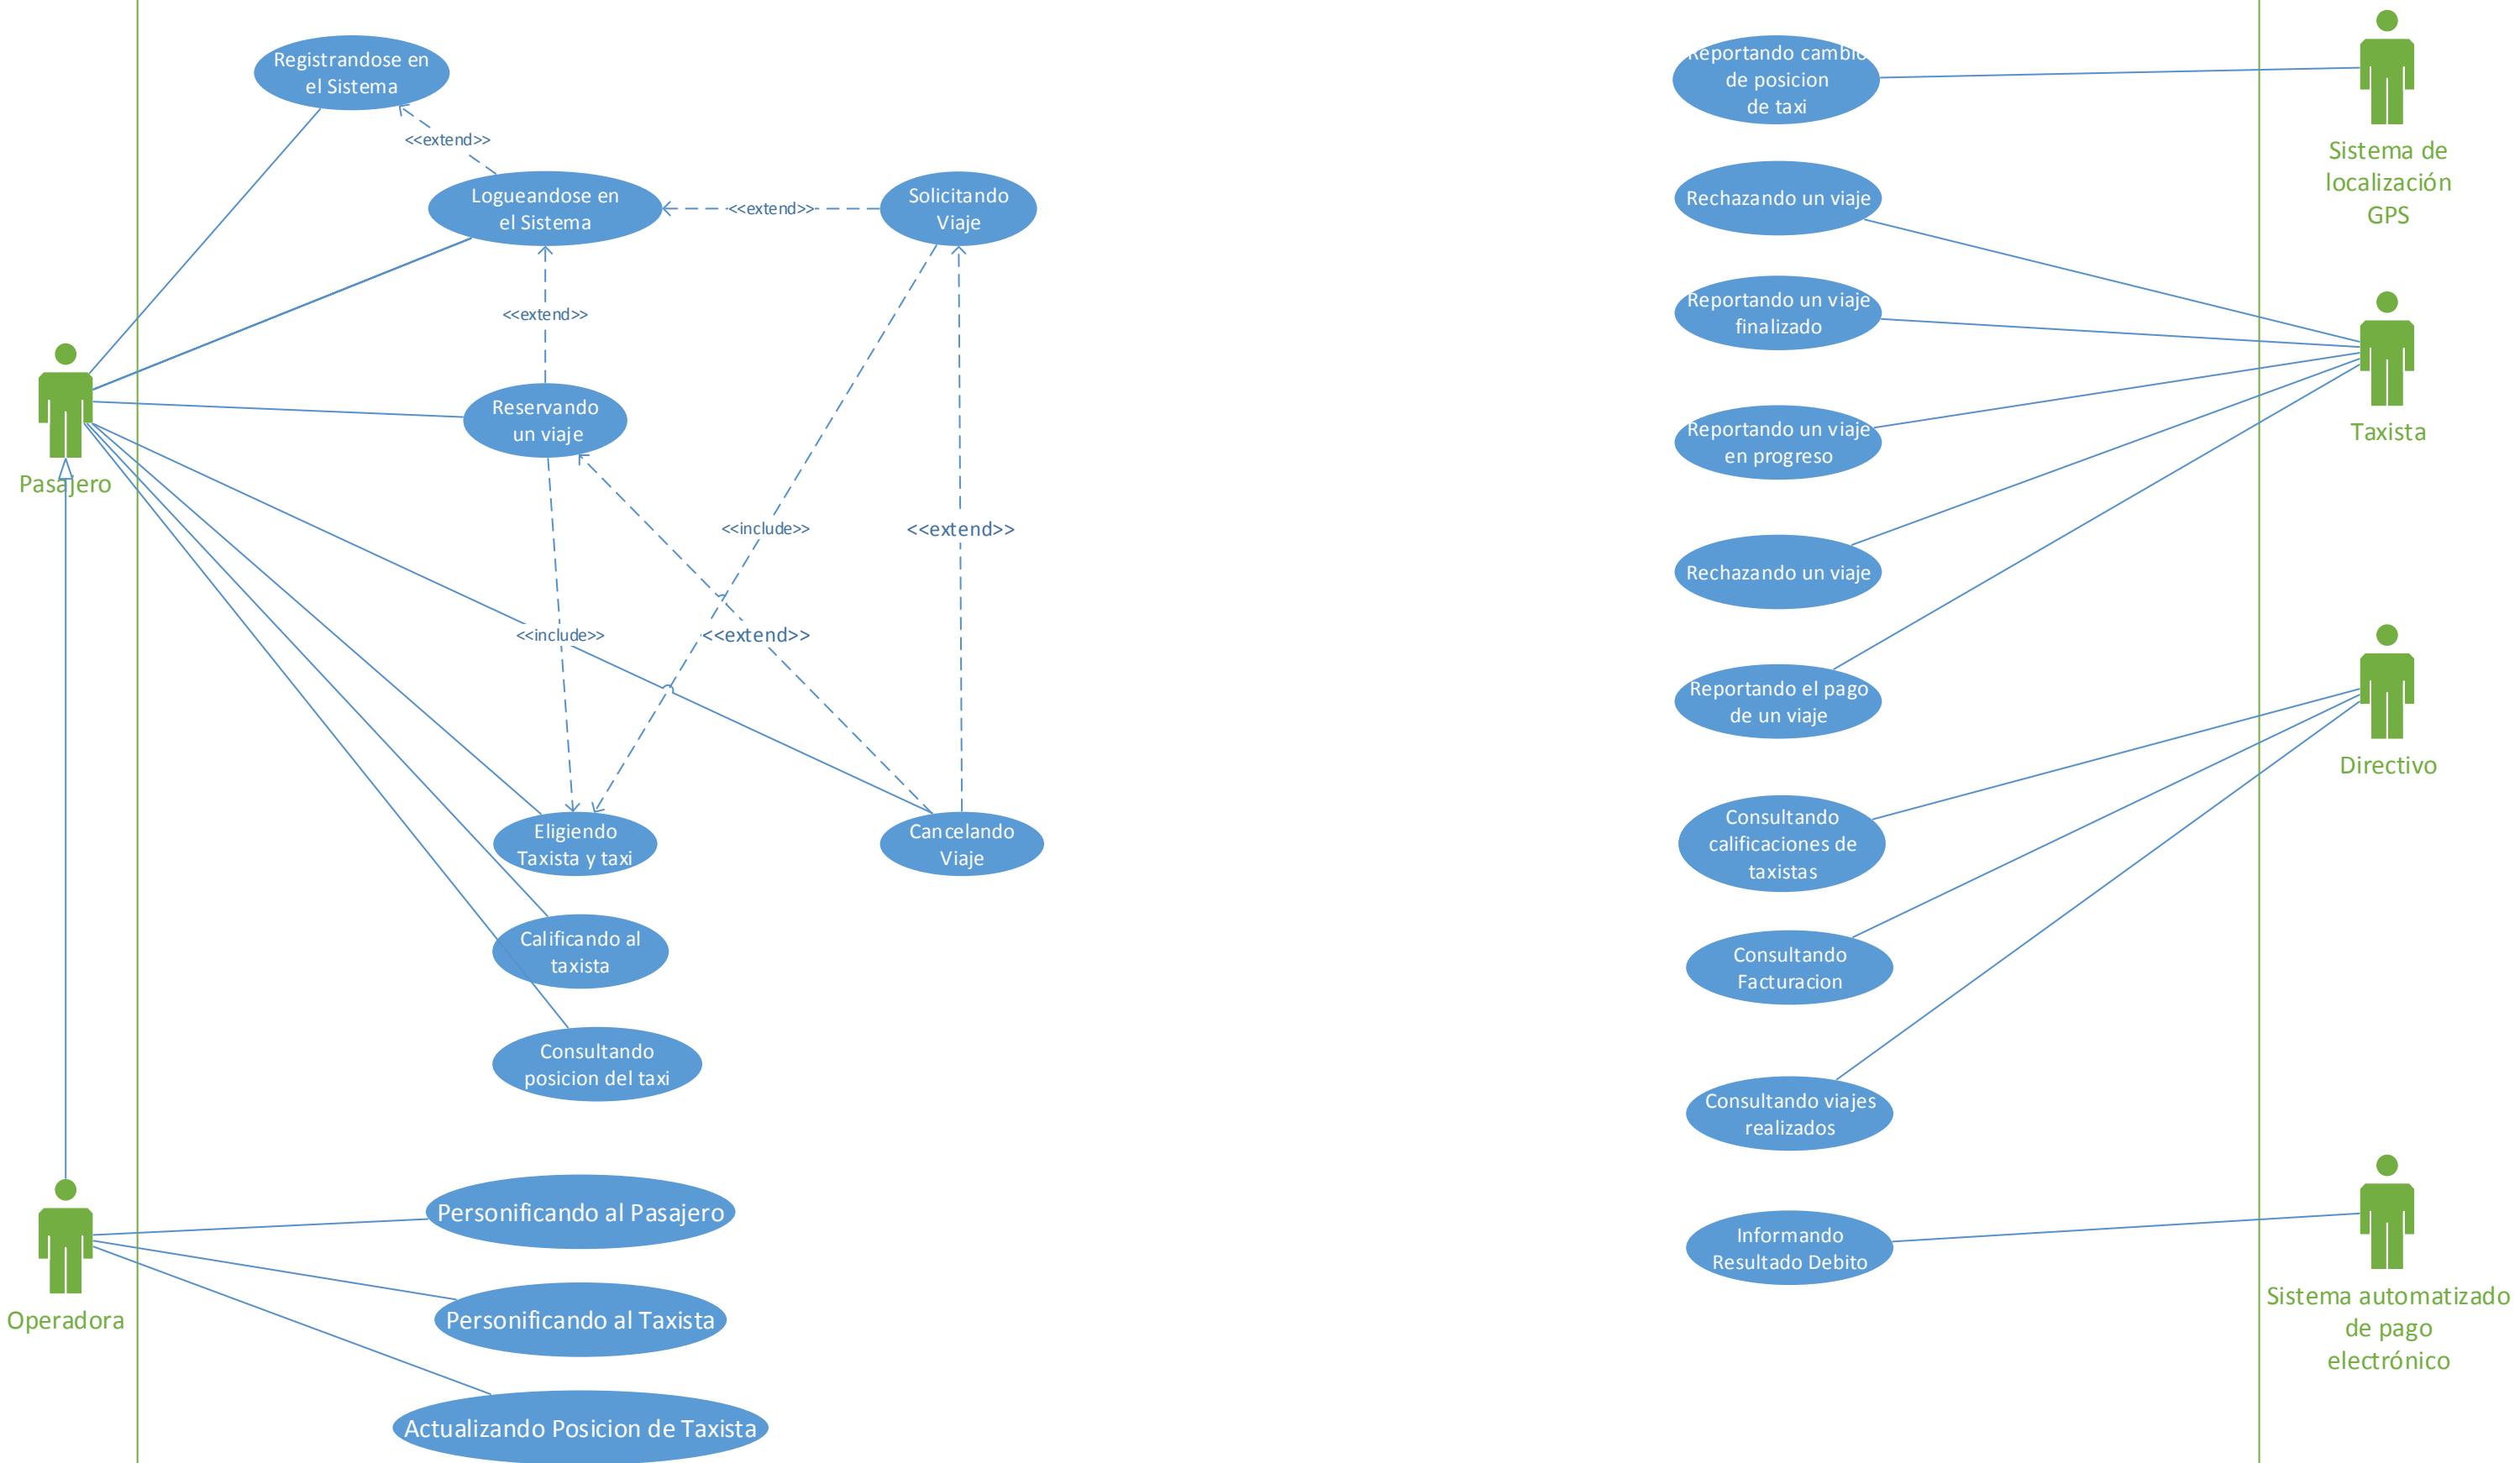 Registrandose en
el Sistema
<<extend>>
Logueandose en
el Sistema
<<extend>>
Solicitando
Viaje
<<extend>>
Reservando
un viaje
Pasajero
<<include>>
<<extend>>
<<include>>
<<extend>>
Eligiendo
Taxista y taxi
Cancelando
Viaje
Calificando al
taxista
Consultando
posicion del taxi
Personificando al Pasajero
Personificando al Taxista
Actualizando Posicion de Taxista
Operadora
Reportando cambio
de posicion
de taxi
Rechazando un viaje
Reportando un viaje
finalizado
Reportando un viaje
en progreso
Rechazando un viaje
Reportando el pago
de un viaje
Consultando
calificaciones de
taxistas
Consultando
Facturacion
Consultando viajes
realizados
Informando
Resultado Debito
Sistema de
localización
GPS
Taxista
Directivo
Sistema automatizado
de pago
electrónico